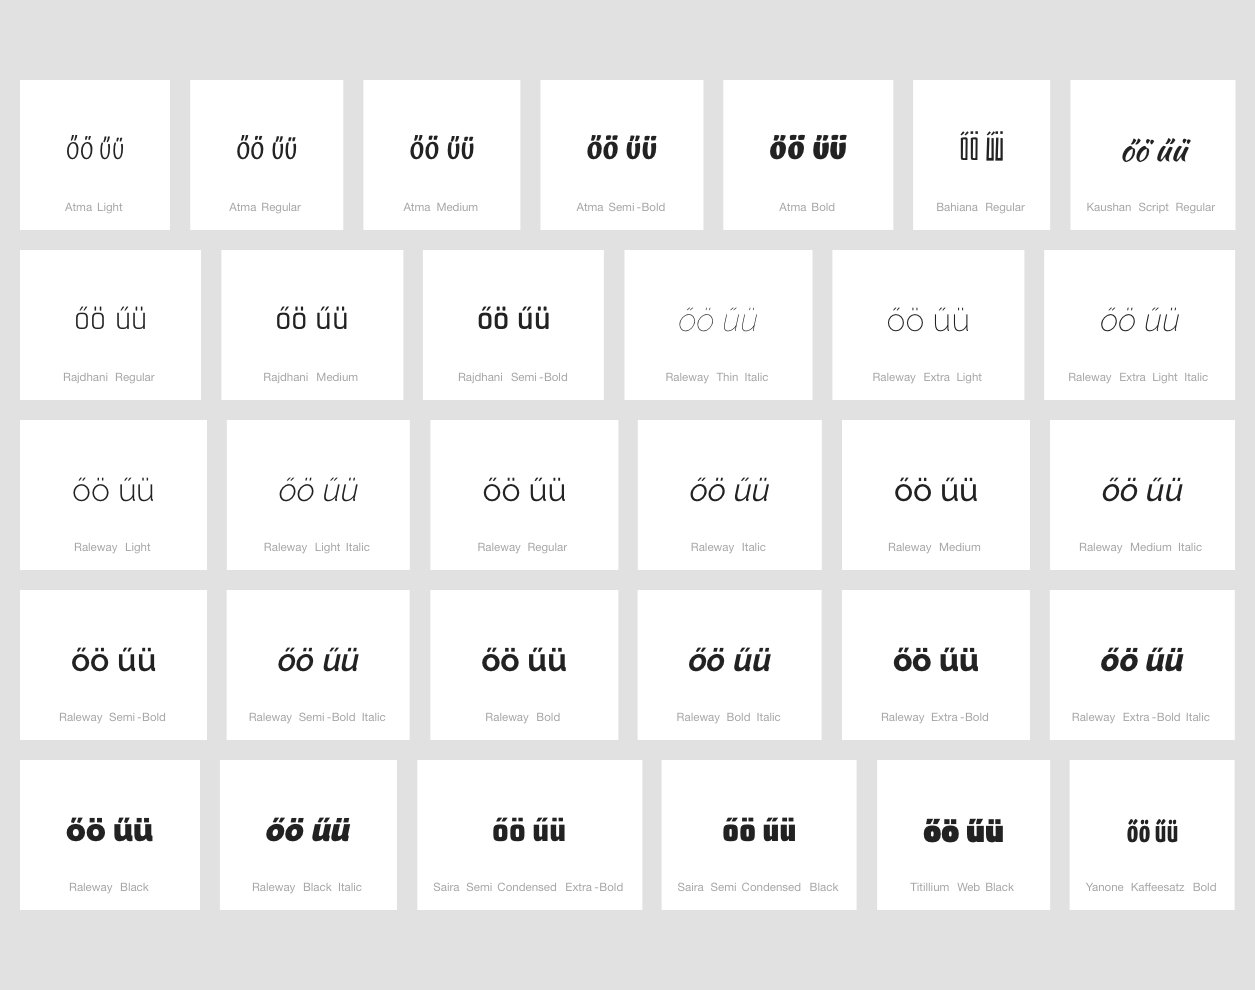 őö űü őö űü őö űü őö űü őö űü őö űü őö űü
Atma Light Atma Regular Atma Medium Atma Semi-Bold Atma Bold Bahiana Regular Kaushan Script Regular
őö űü őö űü őö űü őö űü őö űü őö űü
Rajdhani Regular Rajdhani Medium Rajdhani Semi-Bold Raleway Thin Italic Raleway Extra Light Raleway Extra Light Italic
őö űü őö űü őö űü őö űü őö űü őö űü
Raleway Light Raleway Light Italic Raleway Regular Raleway Italic Raleway Medium Raleway Medium Italic
őö űü őö űü őö űü őö űü őö űü őö űü
Raleway Semi-Bold Raleway Semi-Bold Italic Raleway Bold Raleway Bold Italic Raleway Extra-Bold Raleway Extra-Bold Italic
őö űü őö űü őö űü őö űü őö űü őö űü
Raleway Black Raleway Black Italic Saira Semi Condensed Extra-Bold Saira Semi Condensed Black Titillium Web Black Yanone Kaffeesatz Bold